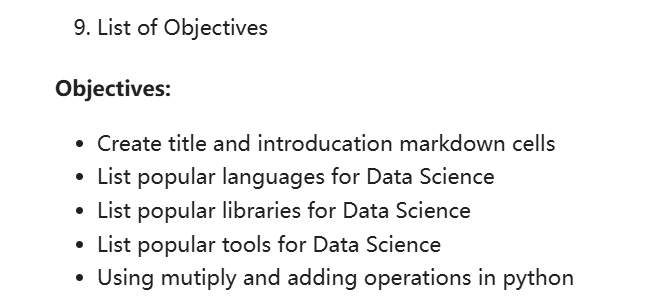 9. List of Objectives
Objectives:
• Create title and introducation markdown cells
• List popular languages for Data Science
• List popular libraries for Data Science
• List popular tools for Data Science
• Using mutiply and adding operations in python